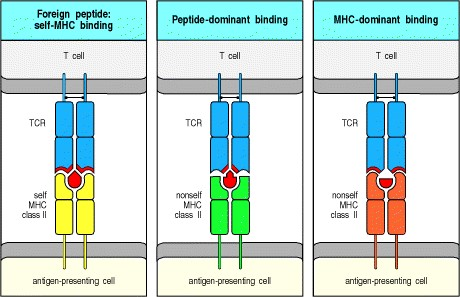 Foreign peptide:
self-MHC binding
T cell
TCR
self
MHC
class II
antigen-presenting cell
Peptide-dominant binding
T cell
TCR
nonself
MHC
class II
antigen-presenting cell
MHC-dominant binding
T cell
TCR
nonself
MHC
class II
antigen-presenting cell